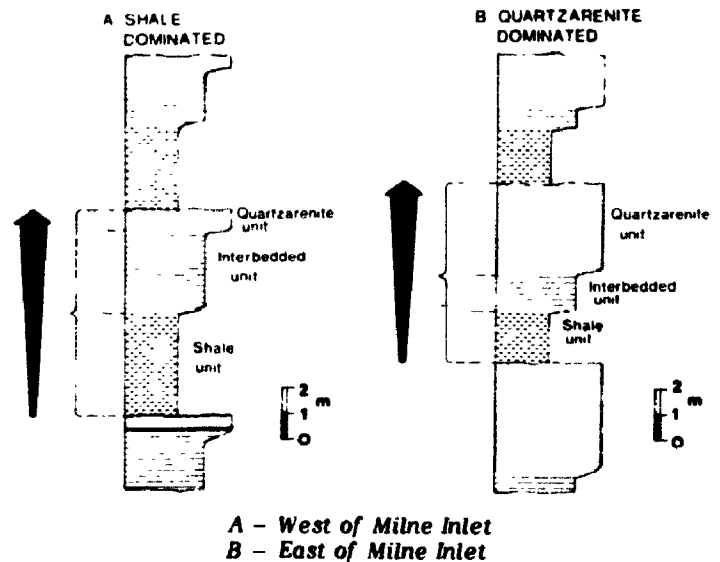 A SHALE
DOMINATED
Quartzarenite
unit
Interbedded
unit
Shale
unit
2
1 m
0
B QUARTZARENITE
DOMINATED
Quartzarenite
unit
Interbedded
unit
Shale
unit
2
1 m
0
A – West of Milne Inlet
B – East of Milne Inlet